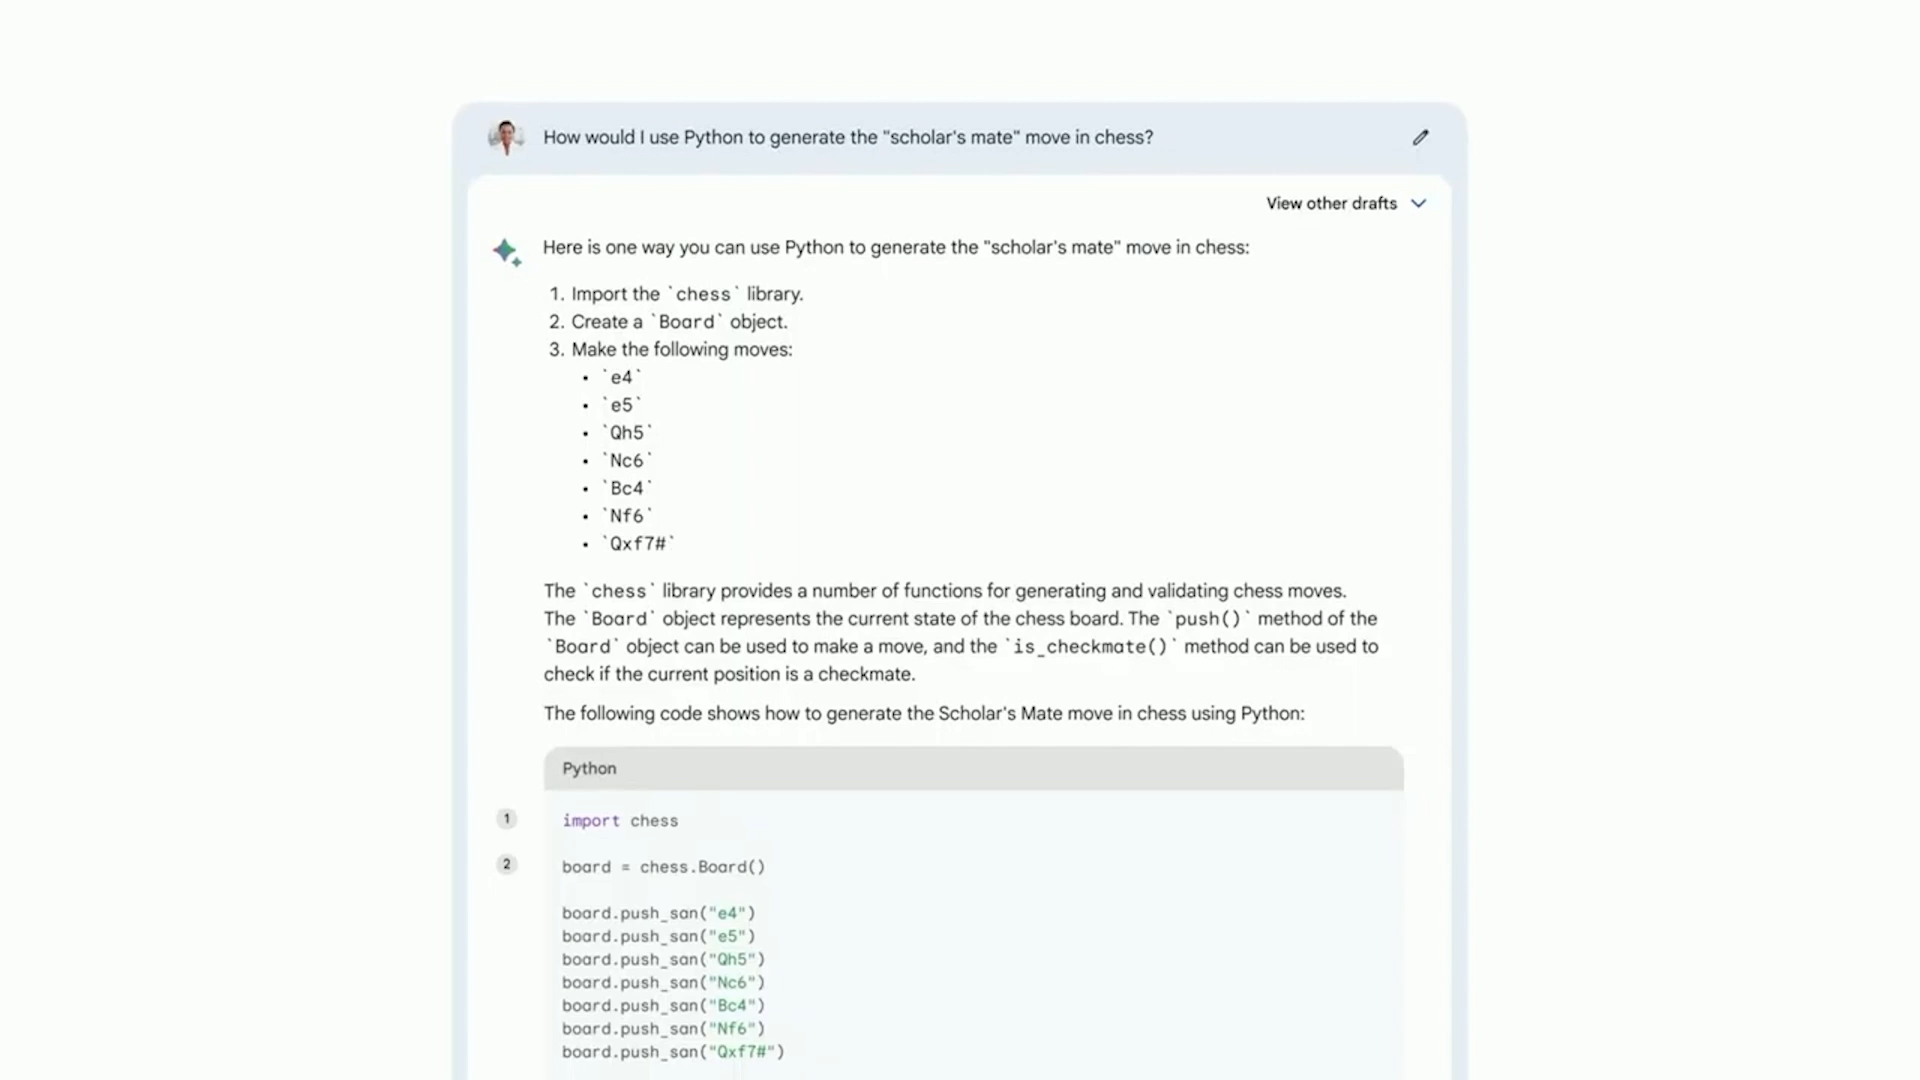 How would I use Python to generate the "scholar's mate" move in chess?
View other drafts
Here is one way you can use Python to generate the "scholar's mate" move in chess:
1. Import the `chess` library.
2. Create a `Board` object.
3. Make the following moves:
• `e4`
• `e5`
• `Qh5`
• `Nc6`
• `Bc4`
• `Nf6`
• `Qxf7#`
The `chess` library provides a number of functions for generating and validating chess moves.
The `Board` object represents the current state of the chess board. The `push()` method of the
`Board` object can be used to make a move, and the `is_checkmate()` method can be used to
check if the current position is a checkmate.
The following code shows how to generate the Scholar's Mate move in chess using Python:
Python
1 import chess
2 board = chess.Board()
board.push_san("e4")
board.push_san("e5")
board.push_san("Qh5")
board.push_san("Nc6")
board.push_san("Bc4")
board.push_san("Nf6")
board.push_san("Qxf7#")